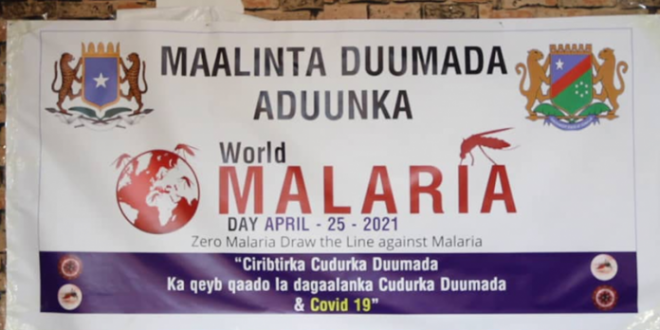 MAALINTA DUUMADA
ADUUNKA
World
MALARIA
DAY APRIL - 25 - 2021
Zero Malaria Draw the Line against Malaria
“Ciribtirka Cudurka Duumada
Ka qeyb qaado la dagaalanka Cudurka Duumada
& Covid 19”